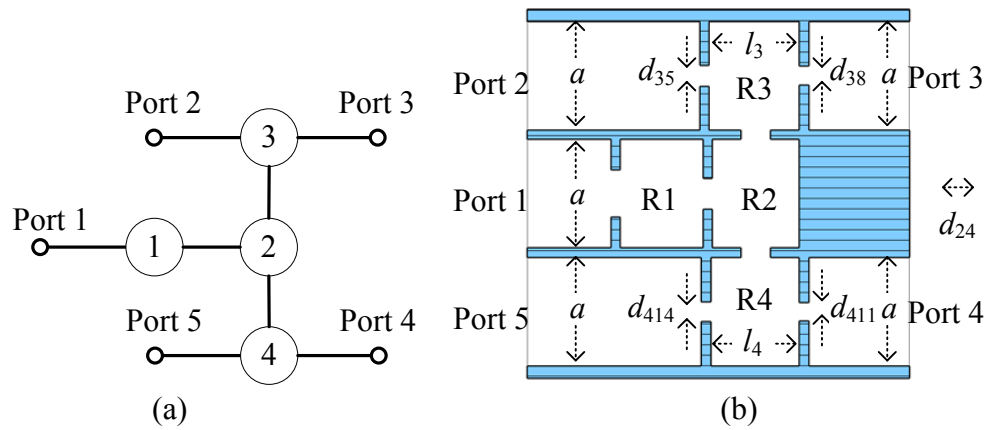 Port 2
Port 3
3
Port 1
1
2
Port 5
Port 4
4
(a)
a
l3
d35
d38
a
Port 2
R3
Port 3
Port 1
a
R1
R2
d24
a
d414
R4
d411
a
Port 5
l4
Port 4
(b)